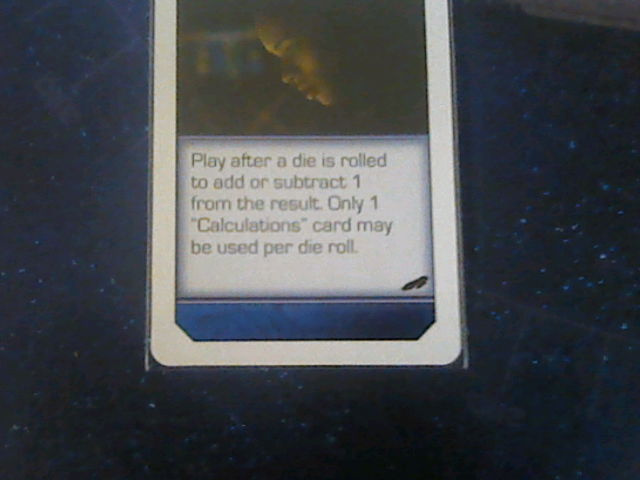 Play after a die is rolled
to add or subtract 1
from the result. Only 1
"Calculations" card may
be used per die roll.